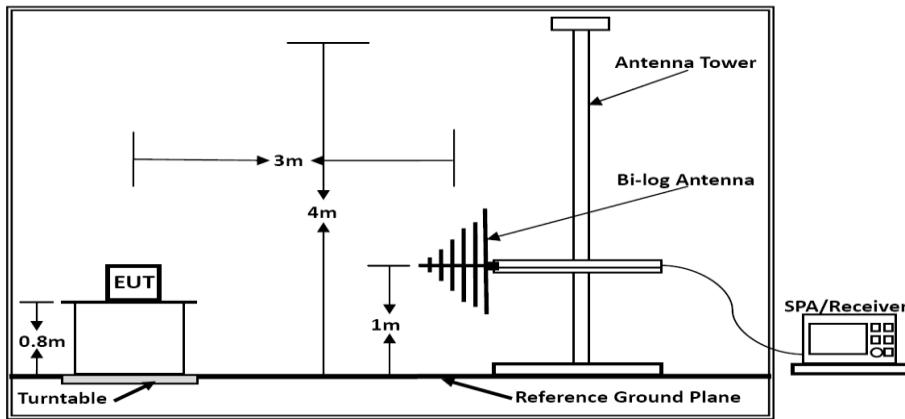 Antenna Tower
3m
Bi-log Antenna
4m
EUT
1m
0.8m
SPA/Receiver
Turntable
Reference Ground Plane